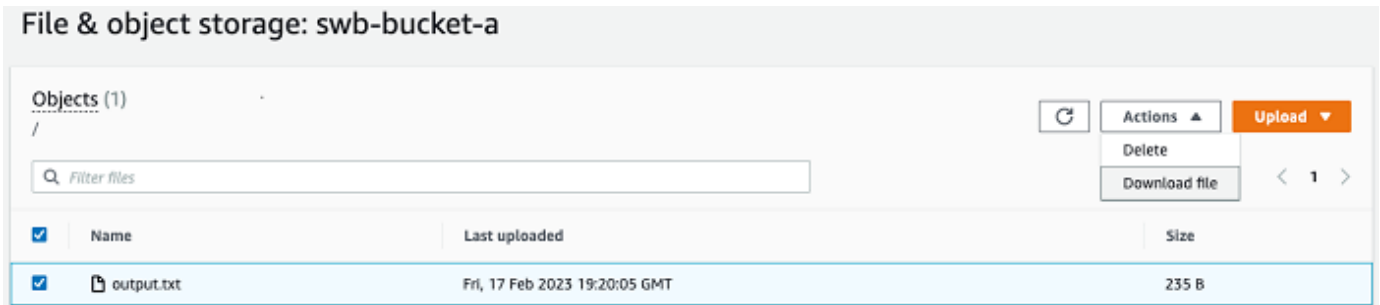 File & object storage: swb-bucket-a
Objects (1)
/
Actions ▲ Upload ▼
Delete
Download file
Filter files
< 1 >
Name Last uploaded Size
output.txt Fri, 17 Feb 2023 19:20:05 GMT 235 B